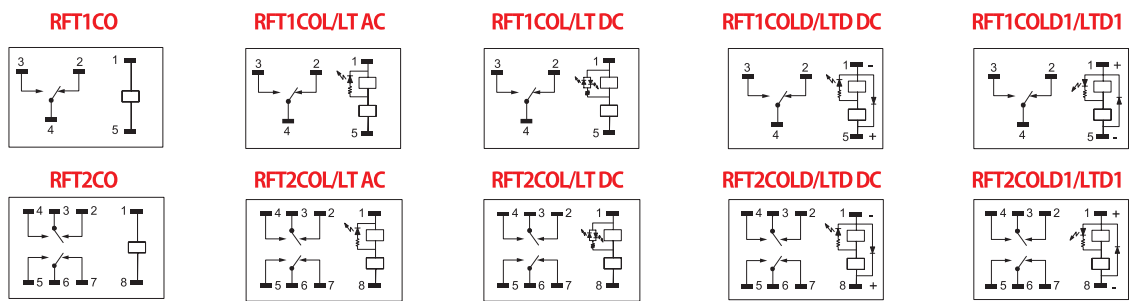 RFT1CO RFT1COL/LT AC RFT1COL/LT DC RFT1COLD/LTD DC RFT1COLD1/LTD1
3 2 1 3 2 1 3 2 1 3 2 1 - 3 2 1 +
4 5 4 5 4 5 4 5 + 4 5 -
RFT2CO RFT2COL/LT AC RFT2COL/LT DC RFT2COLD/LTD DC RFT2COLD1/LTD1
4 3 2 1 4 3 2 1 4 3 2 1 4 3 2 1 - 4 3 2 1 +
5 6 7 8 5 6 7 8 5 6 7 8 5 6 7 8 + 5 6 7 8 -